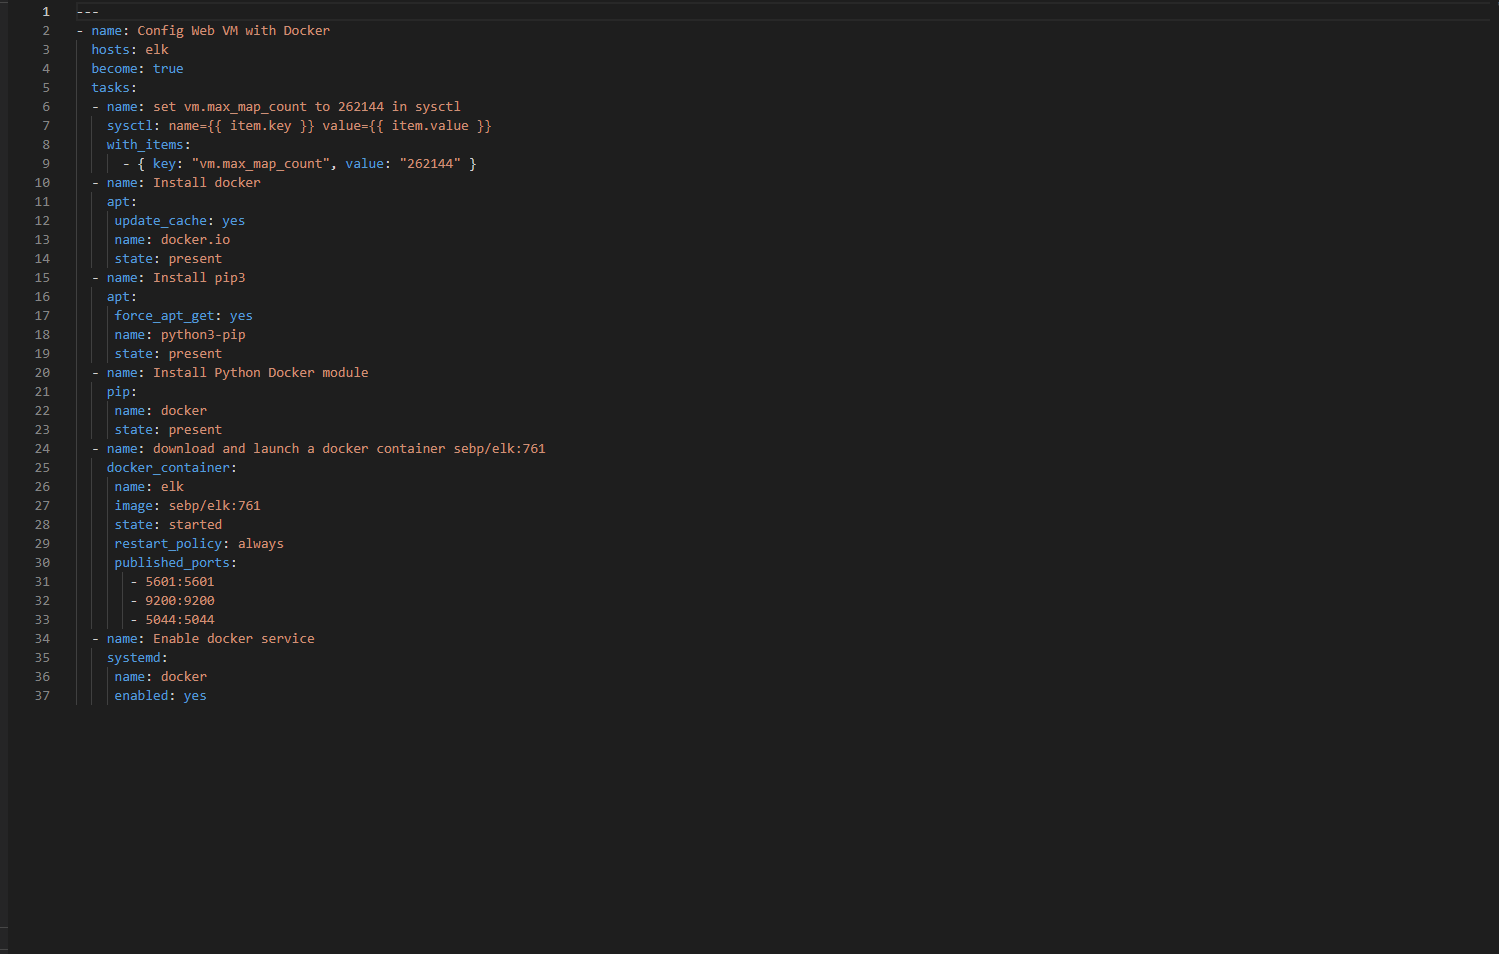 1 ---
2 - name: Config Web VM with Docker
3   hosts: elk
4   become: true
5   tasks:
6   - name: set vm.max_map_count to 262144 in sysctl
7     sysctl: name={{ item.key }} value={{ item.value }}
8     with_items:
9       - { key: "vm.max_map_count", value: "262144" }
10   - name: Install docker
11     apt:
12      update_cache: yes
13      name: docker.io
14      state: present
15   - name: Install pip3
16     apt:
17      force_apt_get: yes
18      name: python3-pip
19      state: present
20   - name: Install Python Docker module
21     pip:
22      name: docker
23      state: present
24   - name: download and launch a docker container sebp/elk:761
25     docker_container:
26      name: elk
27      image: sebp/elk:761
28      state: started
29      restart_policy: always
30      published_ports:
31        - 5601:5601
32        - 9200:9200
33        - 5044:5044
34   - name: Enable docker service
35     systemd:
36      name: docker
37      enabled: yes